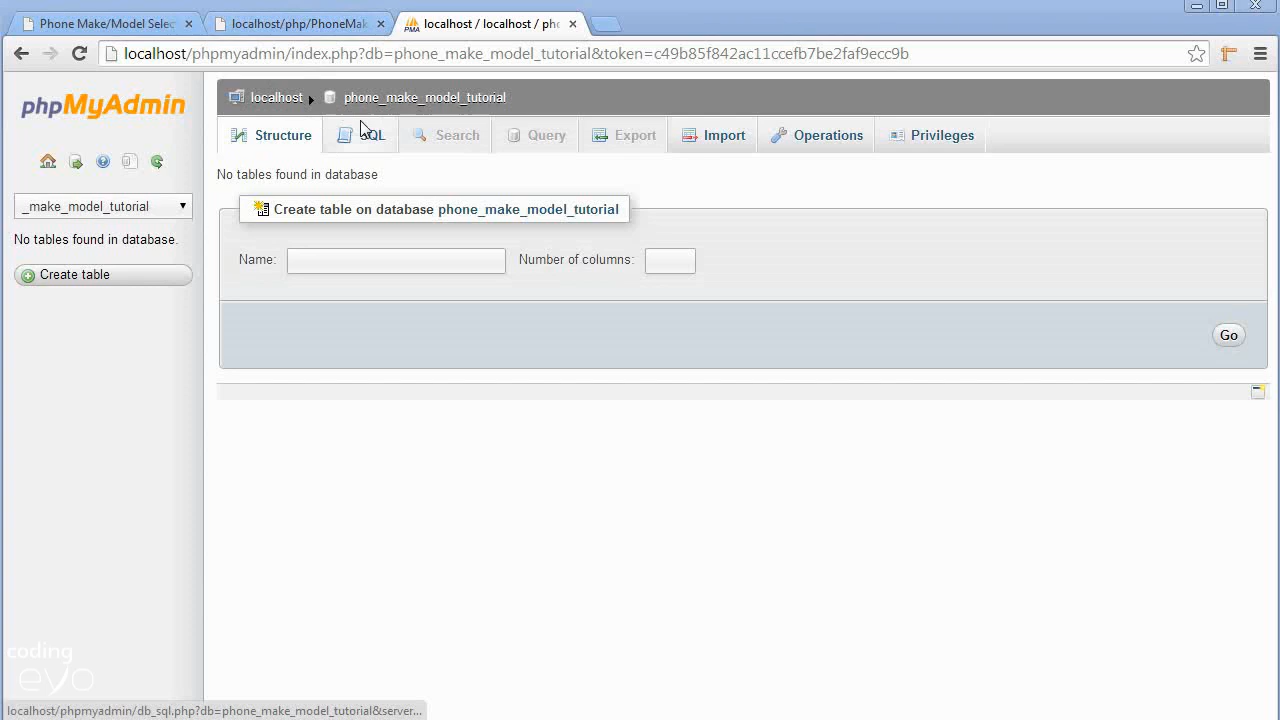 Phone Make/Model Selec
localhost/php/PhoneMak
localhost / localhost / pho
localhost/phpmyadmin/index.php?db=phone_make_model_tutorial&token=c49b85f842ac11ccefb7be2faf9ecc9b
phpMyAdmin
localhost
phone_make_model_tutorial
Structure
SQL
Search
Query
Export
Import
Operations
Privileges
_make_model_tutorial
No tables found in database.
Create table
No tables found in database
Create table on database phone_make_model_tutorial
Name:
Number of columns:
Go
coding
evo
localhost/phpmyadmin/db_sql.php?db=phone_make_model_tutorial&server...